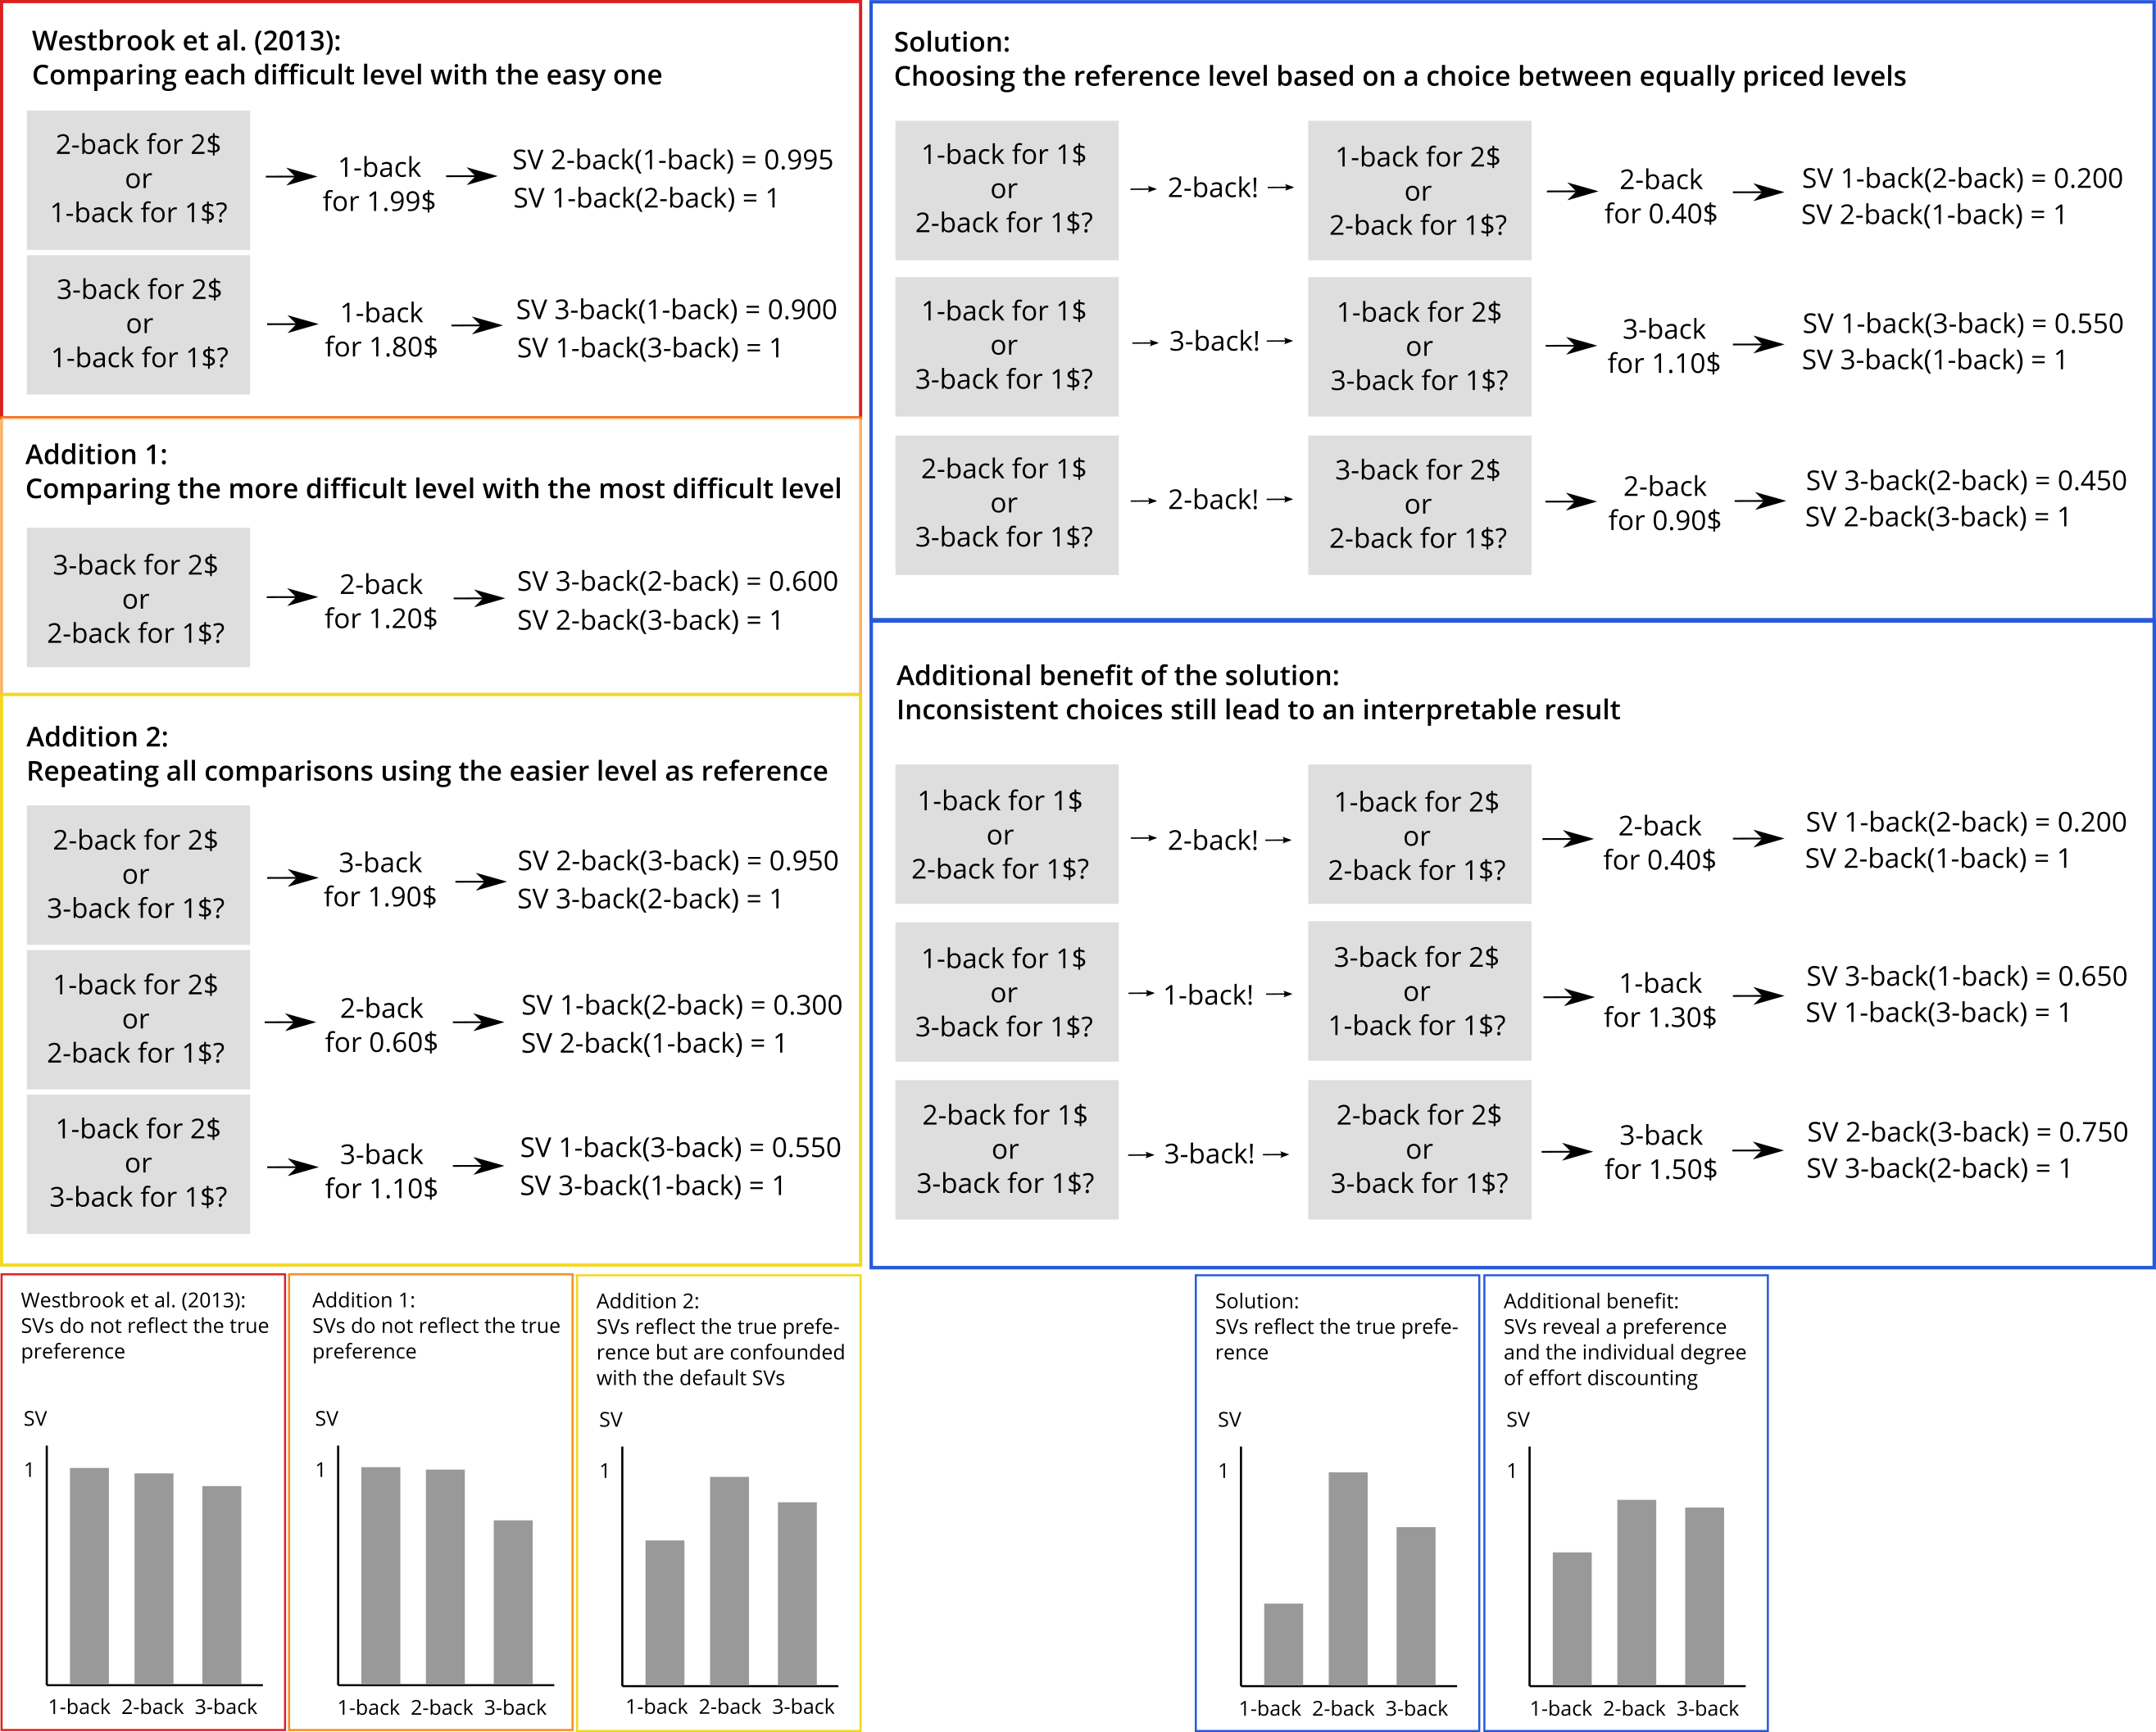 Westbrook et al. (2013):
Comparing each difficult level with the easy one
2-back for 2$
or
1-back for 1$?
1-back
for 1.99$
SV 2-back(1-back) = 0.995
SV 1-back(2-back) = 1
3-back for 2$
or
1-back for 1$?
1-back
for 1.80$
SV 3-back(1-back) = 0.900
SV 1-back(3-back) = 1
Addition 1:
Comparing the more difficult level with the most difficult level
3-back for 2$
or
2-back for 1$?
2-back
for 1.20$
SV 3-back(2-back) = 0.600
SV 2-back(3-back) = 1
Addition 2:
Repeating all comparisons using the easier level as reference
2-back for 2$
or
3-back for 1$?
3-back
for 1.90$
SV 2-back(3-back) = 0.950
SV 3-back(2-back) = 1
1-back for 2$
or
2-back for 1$?
2-back
for 0.60$
SV 1-back(2-back) = 0.300
SV 2-back(1-back) = 1
1-back for 2$
or
3-back for 1$?
3-back
for 1.10$
SV 1-back(3-back) = 0.550
SV 3-back(1-back) = 1
Solution:
Choosing the reference level based on a choice between equally priced levels
1-back for 1$
or
2-back for 1$?
2-back!
1-back for 2$
or
2-back for 1$?
2-back
for 0.40$
SV 1-back(2-back) = 0.200
SV 2-back(1-back) = 1
1-back for 1$
or
3-back for 1$?
3-back!
1-back for 2$
or
3-back for 1$?
3-back
for 1.10$
SV 1-back(3-back) = 0.550
SV 3-back(1-back) = 1
2-back for 1$
or
3-back for 1$?
2-back!
3-back for 2$
or
2-back for 1$?
2-back
for 0.90$
SV 3-back(2-back) = 0.450
SV 2-back(3-back) = 1
Additional benefit of the solution:
Inconsistent choices still lead to an interpretable result
1-back for 1$
or
2-back for 1$?
2-back!
1-back for 2$
or
2-back for 1$?
2-back
for 0.40$
SV 1-back(2-back) = 0.200
SV 2-back(1-back) = 1
1-back for 1$
or
3-back for 1$?
1-back!
3-back for 2$
or
1-back for 1$?
1-back
for 1.30$
SV 3-back(1-back) = 0.650
SV 1-back(3-back) = 1
2-back for 1$
or
3-back for 1$?
3-back!
2-back for 2$
or
3-back for 1$?
3-back
for 1.50$
SV 2-back(3-back) = 0.750
SV 3-back(2-back) = 1
Westbrook et al. (2013):
SVs do not reflect the true
preference
SV
1
1-back 2-back 3-back
Addition 1:
SVs do not reflect the true
preference
SV
1
1-back 2-back 3-back
Addition 2:
SVs reflect the true prefe-
rence but are confounded
with the default SVs
SV
1
1-back 2-back 3-back
Solution:
SVs reflect the true prefe-
rence
SV
1
1-back 2-back 3-back
Additional benefit:
SVs reveal a preference
and the individual degree
of effort discounting
SV
1
1-back 2-back 3-back